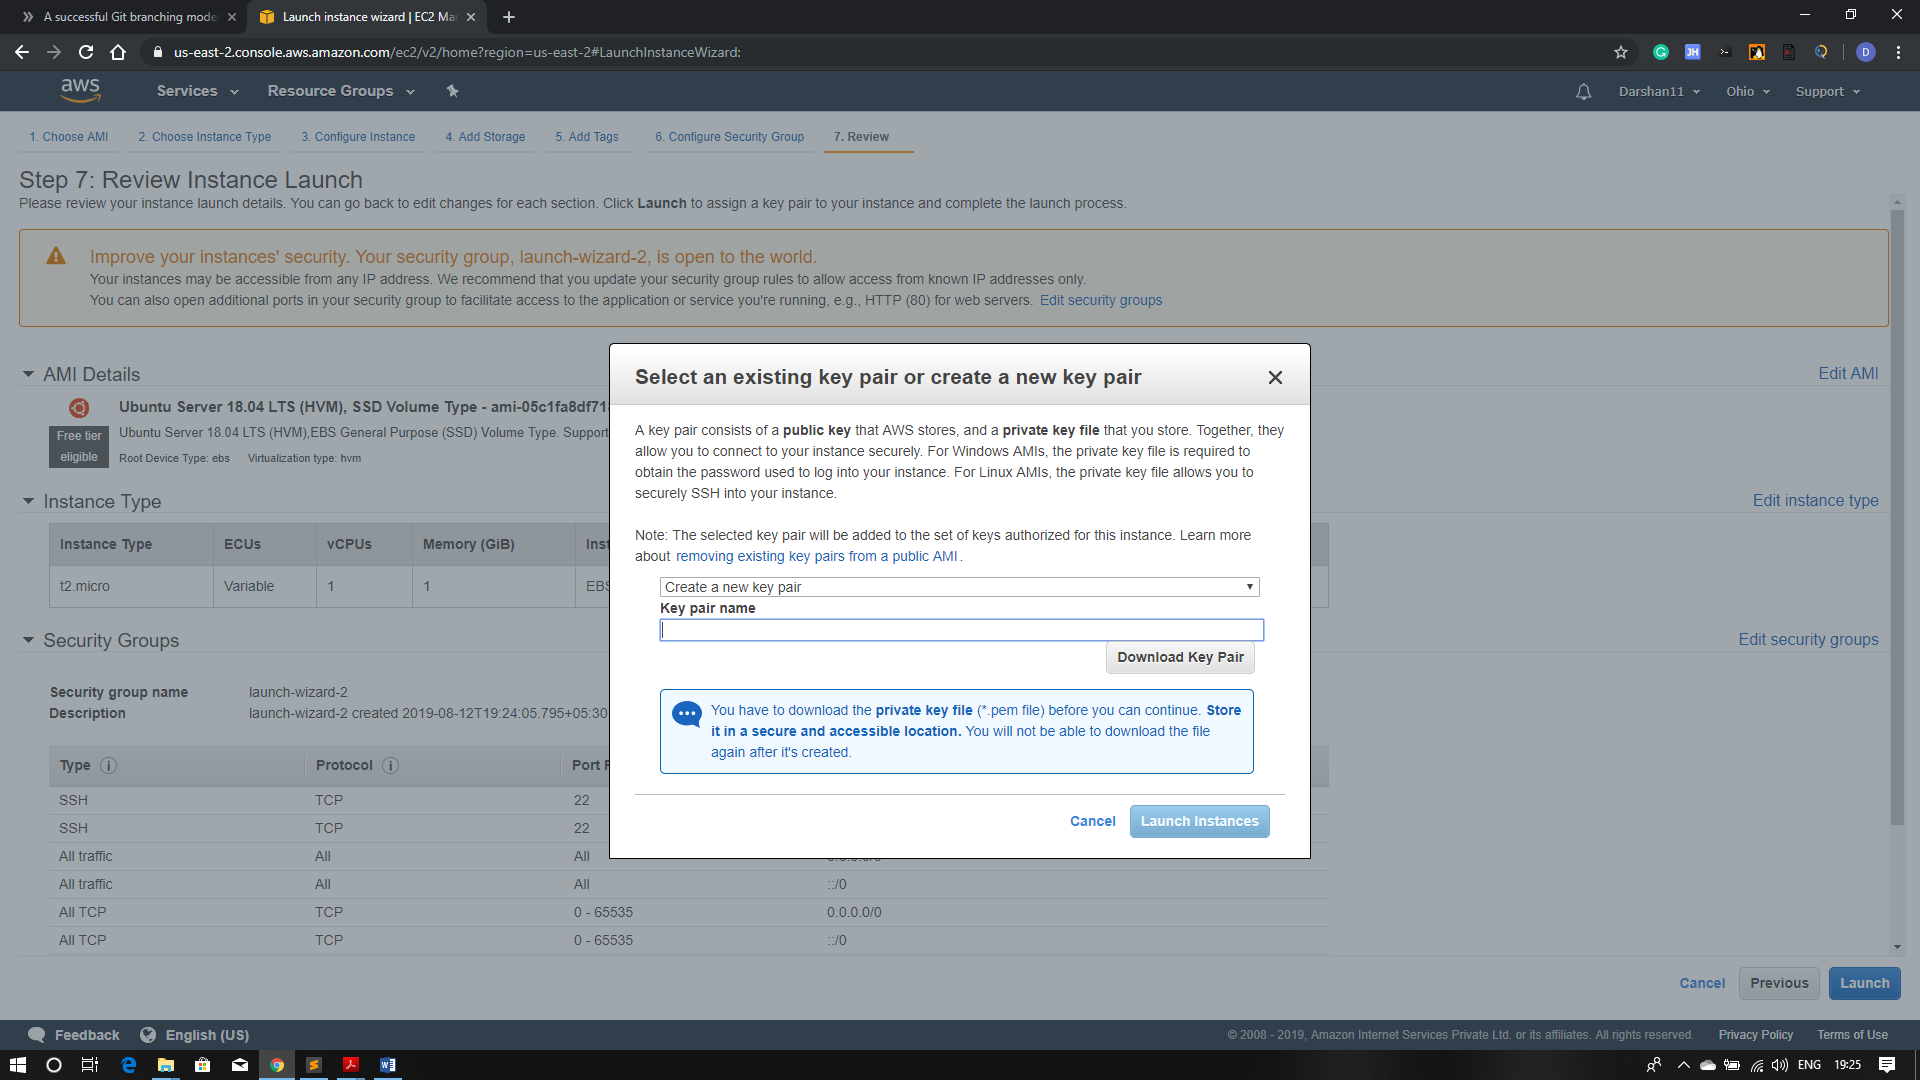 A successful Git branching mode
Launch instance wizard | EC2 Ma
us-east-2.console.aws.amazon.com/ec2/v2/home?region=us-east-2#LaunchInstanceWizard:
JH
D
aws
Services
Resource Groups
Darshan11
Ohio
Support
1. Choose AMI
2. Choose Instance Type
3. Configure Instance
4. Add Storage
5. Add Tags
6. Configure Security Group
7. Review
Step 7: Review Instance Launch
Please review your instance launch details. You can go back to edit changes for each section. Click Launch to assign a key pair to your instance and complete the launch process.
Improve your instances' security. Your security group, launch-wizard-2, is open to the world.
Your instances may be accessible from any IP address. We recommend that you update your security group rules to allow access from known IP addresses only.
You can also open additional ports in your security group to facilitate access to the application or service you're running, e.g., HTTP (80) for web servers. Edit security groups
AMI Details
Edit AMI
Ubuntu Server 18.04 LTS (HVM), SSD Volume Type - ami-05c1fa8df71
Free tier
eligible
Ubuntu Server 18.04 LTS (HVM),EBS General Purpose (SSD) Volume Type. Support
Root Device Type: ebs Virtualization type: hvm
Instance Type
Edit instance type
Instance Type ECUs vCPUs Memory (GiB) Inst
t2.micro Variable 1 1 EBS
Security Groups
Edit security groups
Security group name launch-wizard-2
Description launch-wizard-2 created 2019-08-12T19:24:05.795+05:30
Type Protocol Port
SSH TCP 22
SSH TCP 22
All traffic All All
All traffic All All ::/0
All TCP TCP 0 - 65535 0.0.0.0/0
All TCP TCP 0 - 65535 ::/0
Select an existing key pair or create a new key pair
A key pair consists of a public key that AWS stores, and a private key file that you store. Together, they
allow you to connect to your instance securely. For Windows AMIs, the private key file is required to
obtain the password used to log into your instance. For Linux AMIs, the private key file allows you to
securely SSH into your instance.
Note: The selected key pair will be added to the set of keys authorized for this instance. Learn more
about removing existing key pairs from a public AMI .
Create a new key pair
Key pair name
Download Key Pair
You have to download the private key file (*.pem file) before you can continue. Store
it in a secure and accessible location. You will not be able to download the file
again after it's created.
Cancel
Launch Instances
Cancel
Previous
Launch
Feedback
English (US)
© 2008 - 2019, Amazon Internet Services Private Ltd. or its affiliates. All rights reserved.
Privacy Policy
Terms of Use
ENG
19:25